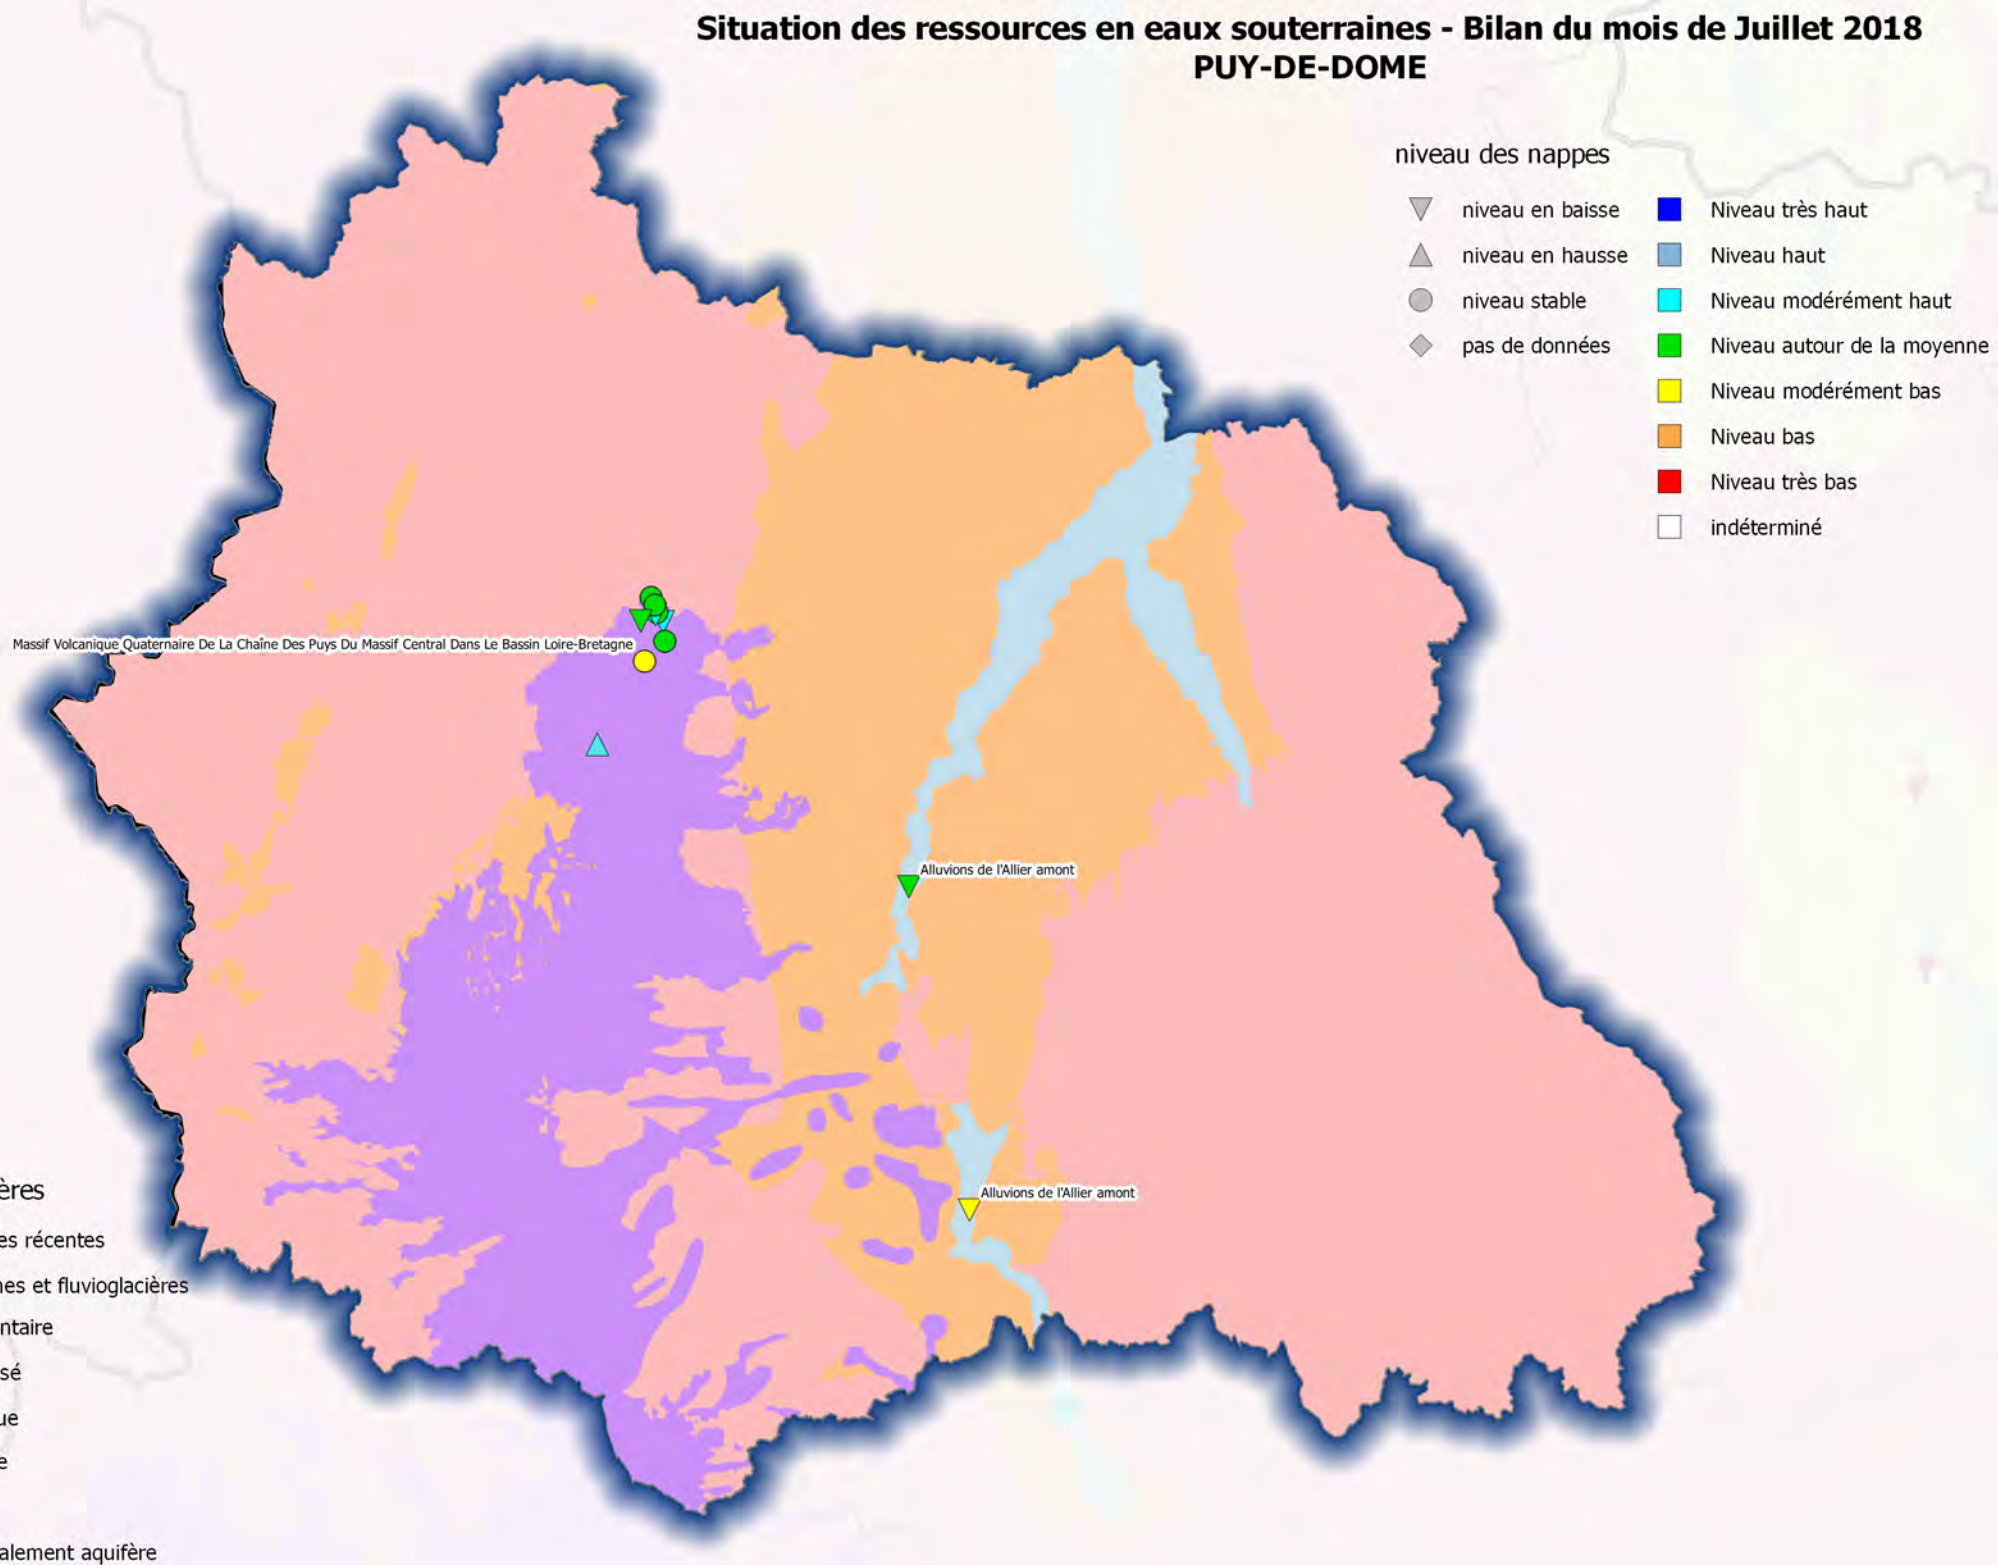 Situation des ressources en eaux souterraines - Bilan du mois de Juillet 2018
PUY-DE-DOME
niveau des nappes
niveau en baisse
niveau en hausse
niveau stable
pas de données
Niveau très haut
Niveau haut
Niveau modérément haut
Niveau autour de la moyenne
Niveau modérément bas
Niveau bas
Niveau très bas
indéterminé
Massif Volcanique Quaternaire De La Chaîne Des Puys Du Massif Central Dans Le Bassin Loire-Bretagne
Alluvions de l'Allier amont
Alluvions de l'Allier amont
ères
es récentes
nes et fluvioglacières
ntaire
sé
ue
e
alement aquifère